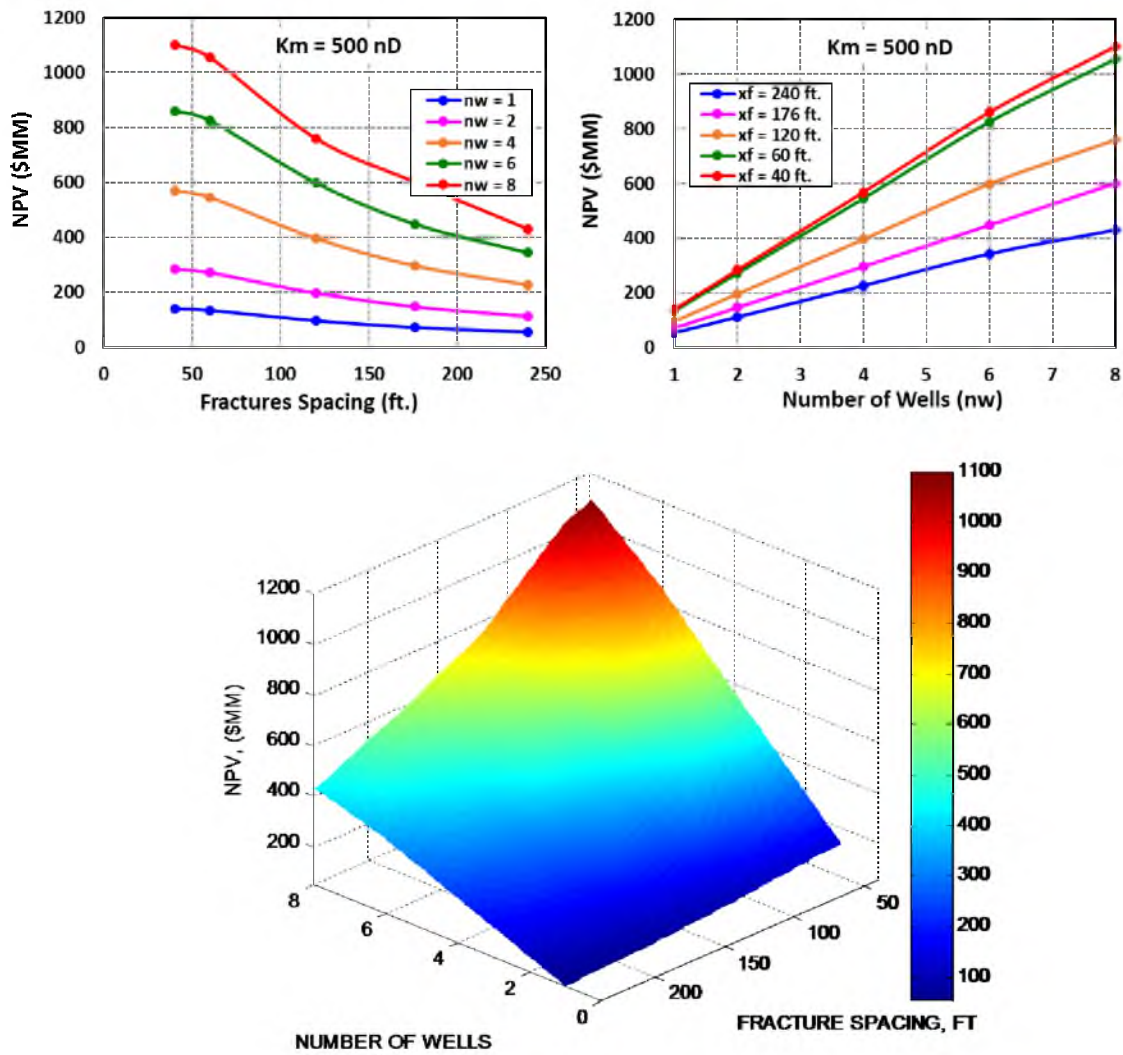 1200
1000
800
600
400
200
0
NPV ($MM)
Km = 500 nD
nw = 1
nw = 2
nw = 4
nw = 6
nw = 8
0 50 100 150 200 250
Fractures Spacing (ft.)
1200
1000
800
600
400
200
0
NPV ($MM)
Km = 500 nD
xf = 240 ft.
xf = 176 ft.
xf = 120 ft.
xf = 60 ft.
xf = 40 ft.
1 2 3 4 5 6 7 8
Number of Wells (nw)
1200
1000
800
600
400
200
NPV, ($MM)
8
6
4
2
0
NUMBER OF WELLS
50
100
150
200
FRACTURE SPACING, FT
1100
1000
900
800
700
600
500
400
300
200
100